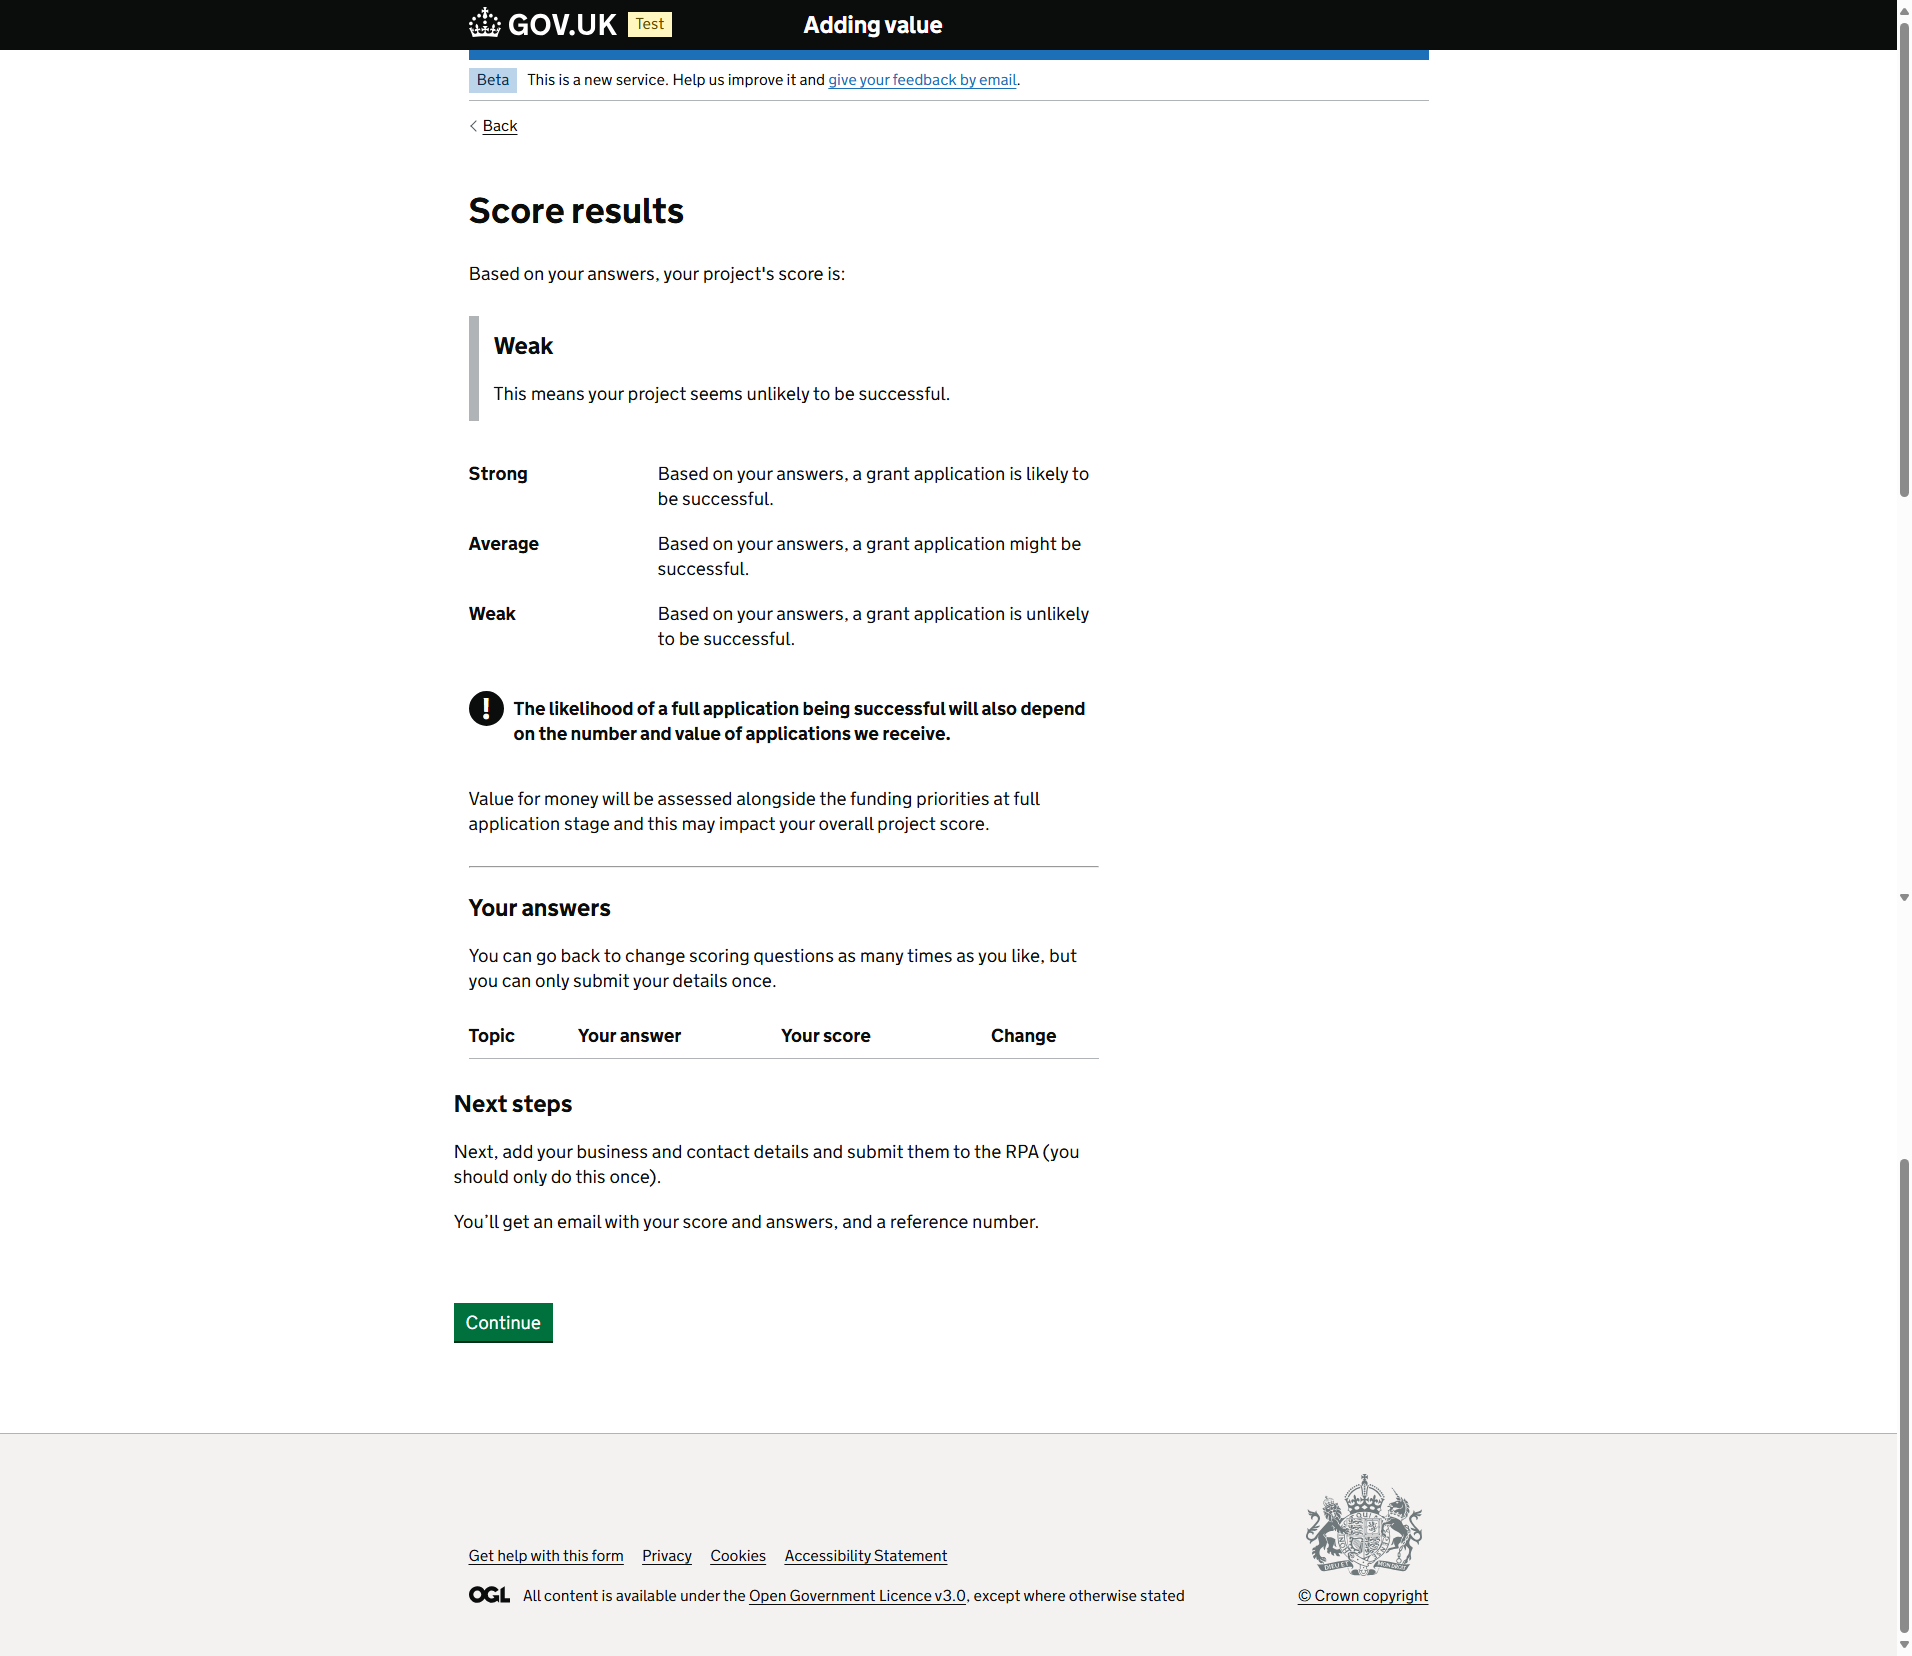 GOV.UK Test Adding value
Beta This is a new service. Help us improve it and give your feedback by email.
Back
Score results
Based on your answers, your project's score is:
Weak
This means your project seems unlikely to be successful.
Strong Based on your answers, a grant application is likely to
be successful.
Average Based on your answers, a grant application might be
successful.
Weak Based on your answers, a grant application is unlikely
to be successful.
! The likelihood of a full application being successful will also depend
on the number and value of applications we receive.
Value for money will be assessed alongside the funding priorities at full
application stage and this may impact your overall project score.
Your answers
You can go back to change scoring questions as many times as you like, but
you can only submit your details once.
Topic Your answer Your score Change
Next steps
Next, add your business and contact details and submit them to the RPA (you
should only do this once).
You’ll get an email with your score and answers, and a reference number.
Continue
Get help with this form Privacy Cookies Accessibility Statement
OGL All content is available under the Open Government Licence v3.0, except where otherwise stated
© Crown copyright